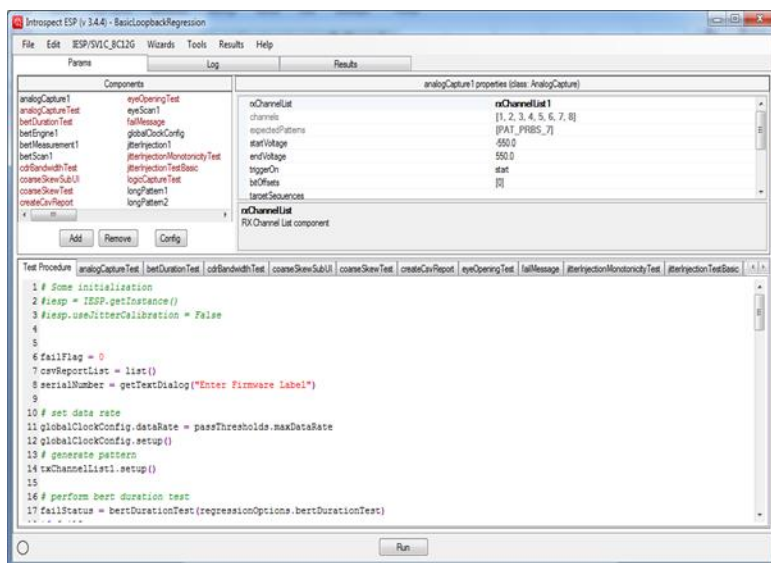 Introspect ESP (v 3.4.4) - BasicLoopbackRegression
File Edit IESP/SV1C_8C12G Wizards Tools Results Help
Params Log Results
Components
analogCapture1 eyeOpeningTest
analogCaptureTest eyeScan1
bertDurationTest failMessage
bertEngine1 globalClockConfig
bertMeasurement1 jitterInjection1
bertScan1 jitterInjectionMonotonicityTest
cdrBandwidthTest jitterInjectionTestBasic
coarseSkewSubUI logicCaptureTest
coarseSkewTest longPattern1
createCsvReport longPattern2
Add Remove Config
analogCapture1 properties (class: AnalogCapture)
rxChannelList rxChannelList1
channels [1, 2, 3, 4, 5, 6, 7, 8]
expectedPatterns [PAT_PRBS_7]
startVoltage -550.0
endVoltage 550.0
triggerOn start
bitOffsets [0]
targetSequences
rxChannelList
RX Channel List component
Test Procedure analogCaptureTest bertDurationTest cdrBandwidthTest coarseSkewSubUI coarseSkewTest createCsvReport eyeOpeningTest failMessage jitterInjectionMonotonicityTest jitterInjectionTestBasic
1 # Some initialization
2 #iesp = IESP.getInstance()
3 #iesp.useJitterCalibration = False
4
5
6 failFlag = 0
7 csvReportList = list()
8 serialNumber = getTextDialog("Enter Firmware Label")
9
10 # set data rate
11 globalClockConfig.dataRate = passThresholds.maxDataRate
12 globalClockConfig.setup()
13 # generate pattern
14 txChannelList1.setup()
15
16 # perform bert duration test
17 failStatus = bertDurationTest(regressionOptions.bertDurationTest)
Run